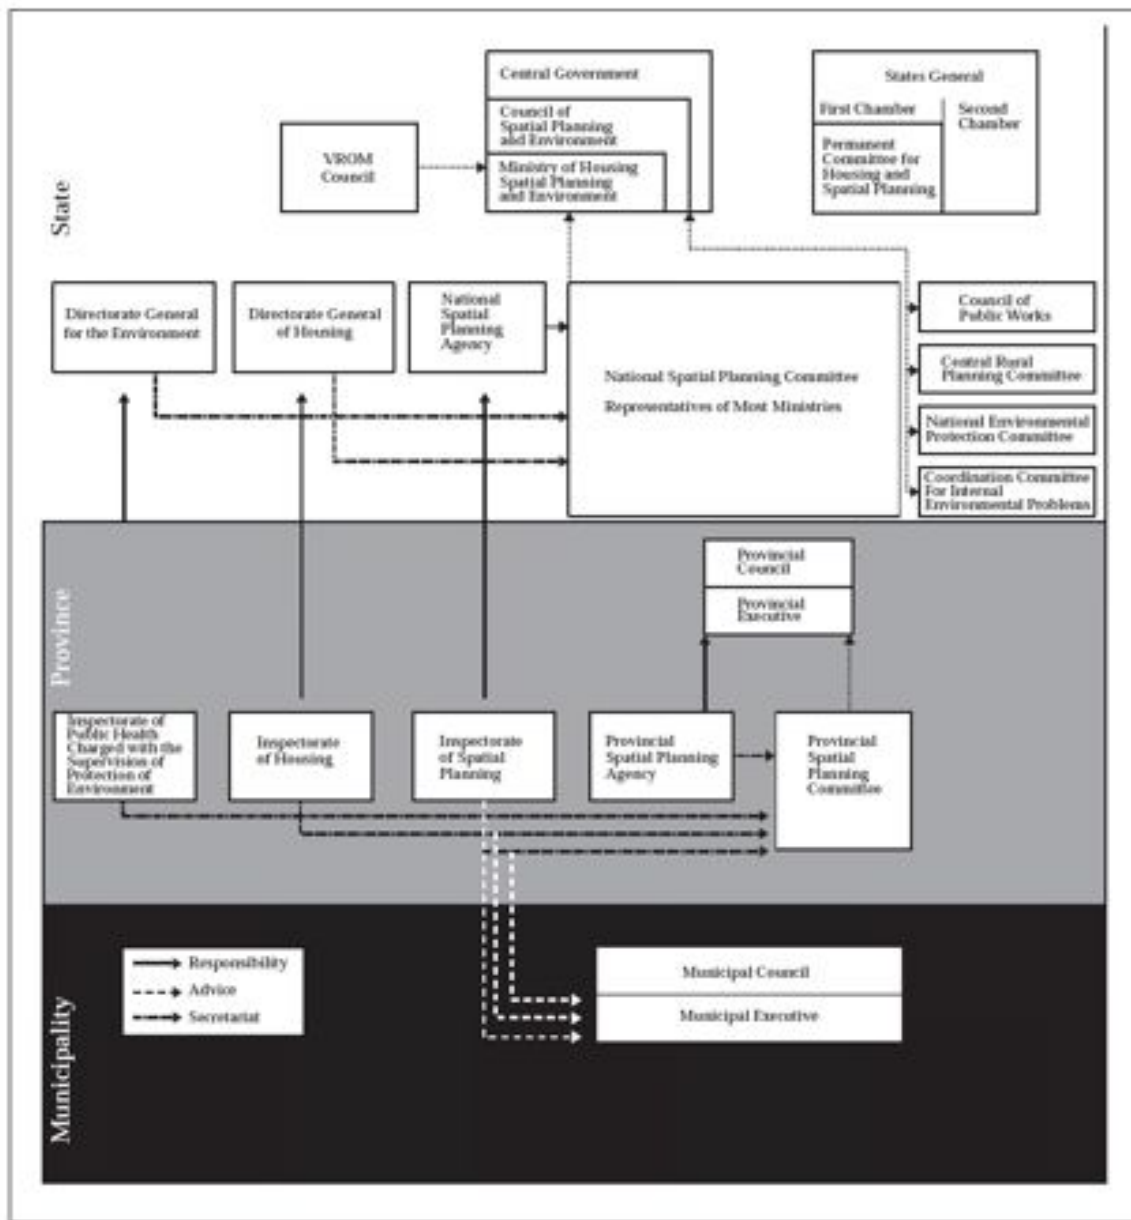 State
Central Government
Council of
Spatial Planning
and Environment
Ministry of Housing
Spatial Planning
and Environment
VROM
Council
States General
First Chamber
Second
Chamber
Permanent
Committee for
Housing and
Spatial Planning
Directorate General
for the Environment
Directorate General
of Housing
National
Spatial
Planning
Agency
National Spatial Planning Committee
Representatives of Most Ministries
Council of
Public Works
Central Rural
Planning Committee
National Environmental
Protection Committee
Coordination Committee
For Internal
Environmental Problems
Province
Provincial
Council
Provincial
Executive
Inspectorate of
Public Health
Charged with the
Supervision of
Protection of
Environment
Inspectorate
of Housing
Inspectorate
of Spatial
Planning
Provincial
Spatial Planning
Agency
Provincial
Spatial
Planning
Committee
Municipality
Responsibility
Advice
Secretariat
Municipal Council
Municipal Executive